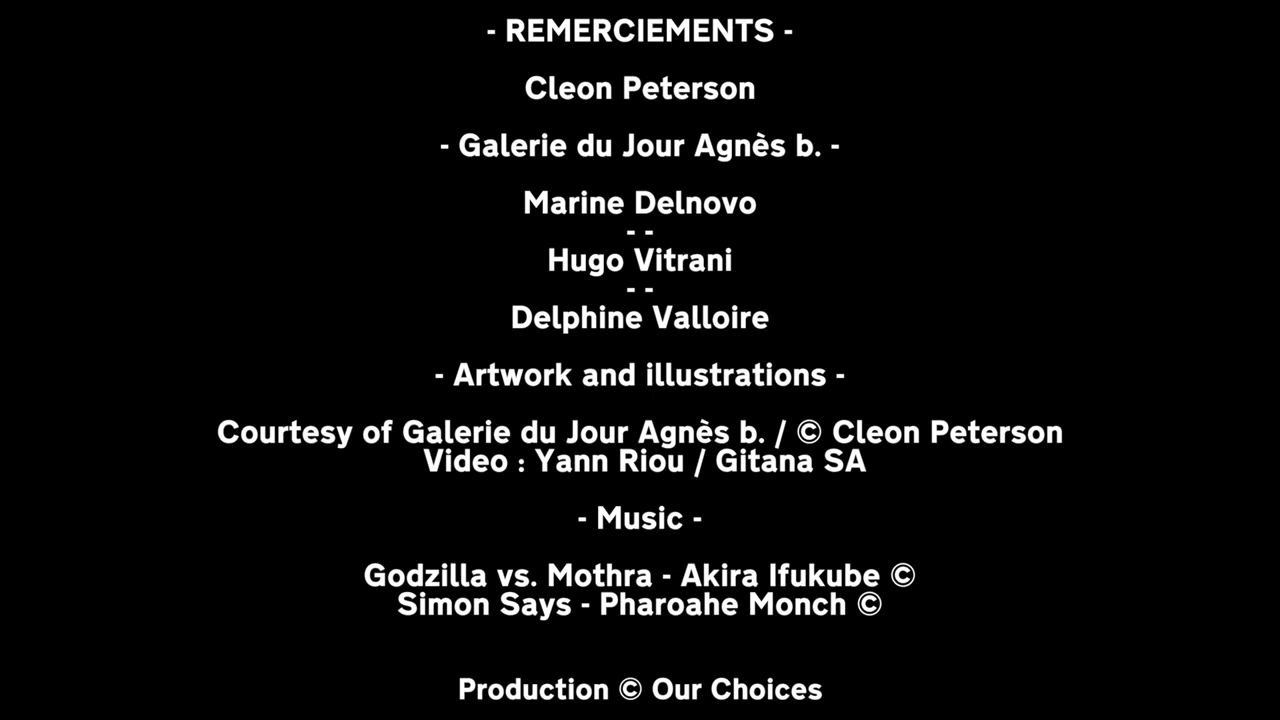 - REMERCIEMENTS -
Cleon Peterson
- Galerie du Jour Agnès b. -
Marine Delnovo
- -
Hugo Vitrani
- -
Delphine Valloire
- Artwork and illustrations -
Courtesy of Galerie du Jour Agnès b. / © Cleon Peterson
Video : Yann Riou / Gitana SA
- Music -
Godzilla vs. Mothra - Akira Ifukube ©
Simon Says - Pharoahe Monch ©
Production © Our Choices